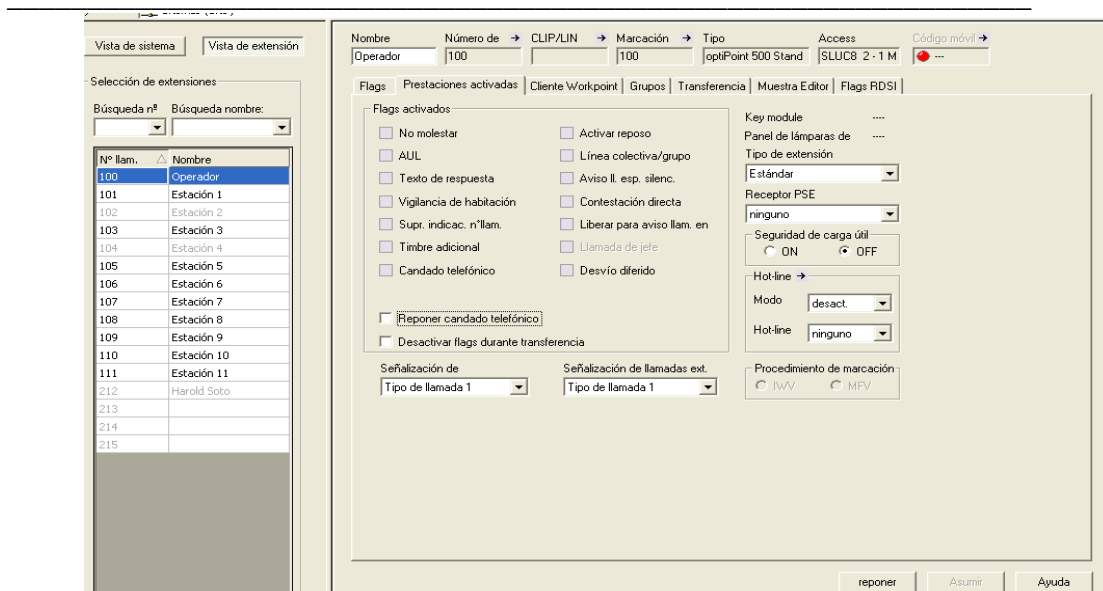 Vista de sistema
Vista de extensión
Selección de extensiones
Búsqueda nº Búsqueda nombre:
Nº llam. Nombre
100 Operador
101 Estación 1
102 Estación 2
103 Estación 3
104 Estación 4
105 Estación 5
106 Estación 6
107 Estación 7
108 Estación 8
109 Estación 9
110 Estación 10
111 Estación 11
212 Harold Soto
213
214
215
Nombre Número de CLIP/LIN Marcación Tipo Access Código móvil
Operador 100 100 optiPoint 500 Stand SLUC8 2 - 1 M ---
Flags Prestaciones activadas Cliente Workpoint Grupos Transferencia Muestra Editor Flags RDSI
Flags activados
No molestar Activar reposo
AUL Línea colectiva/grupo
Texto de respuesta Aviso ll. esp. silenc.
Vigilancia de habitación Contestación directa
Supr. indicac. n°llam. Liberar para aviso llam. en
Timbre adicional Llamada de jefe
Candado telefónico Desvío diferido
Reponer candado telefónico
Desactivar flags durante transferencia
Señalización de Señalización de llamadas ext.
Tipo de llamada 1 Tipo de llamada 1
Key module ----
Panel de lámparas de ----
Tipo de extensión
Estándar
Receptor PSE
ninguno
Seguridad de carga útil
ON OFF
Hot-line
Modo desact.
Hot-line ninguno
Procedimiento de marcación
IWV MFV
reponer Asumir Ayuda